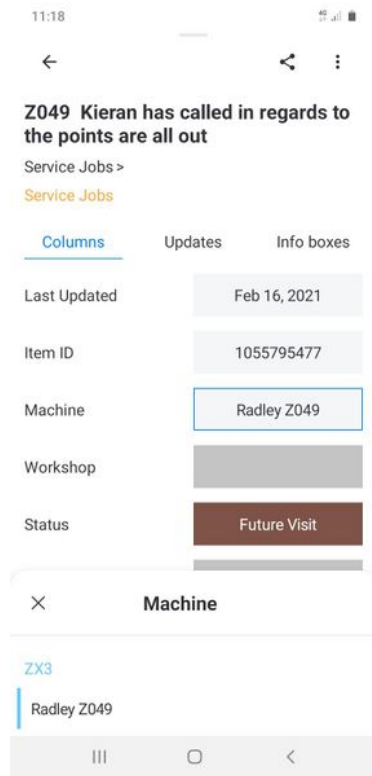 11:18
4G
Z049 Kieran has called in regards to
the points are all out
Service Jobs >
Service Jobs
Columns Updates Info boxes
Last Updated Feb 16, 2021
Item ID 1055795477
Machine Radley Z049
Workshop
Status Future Visit
Machine
ZX3
Radley Z049